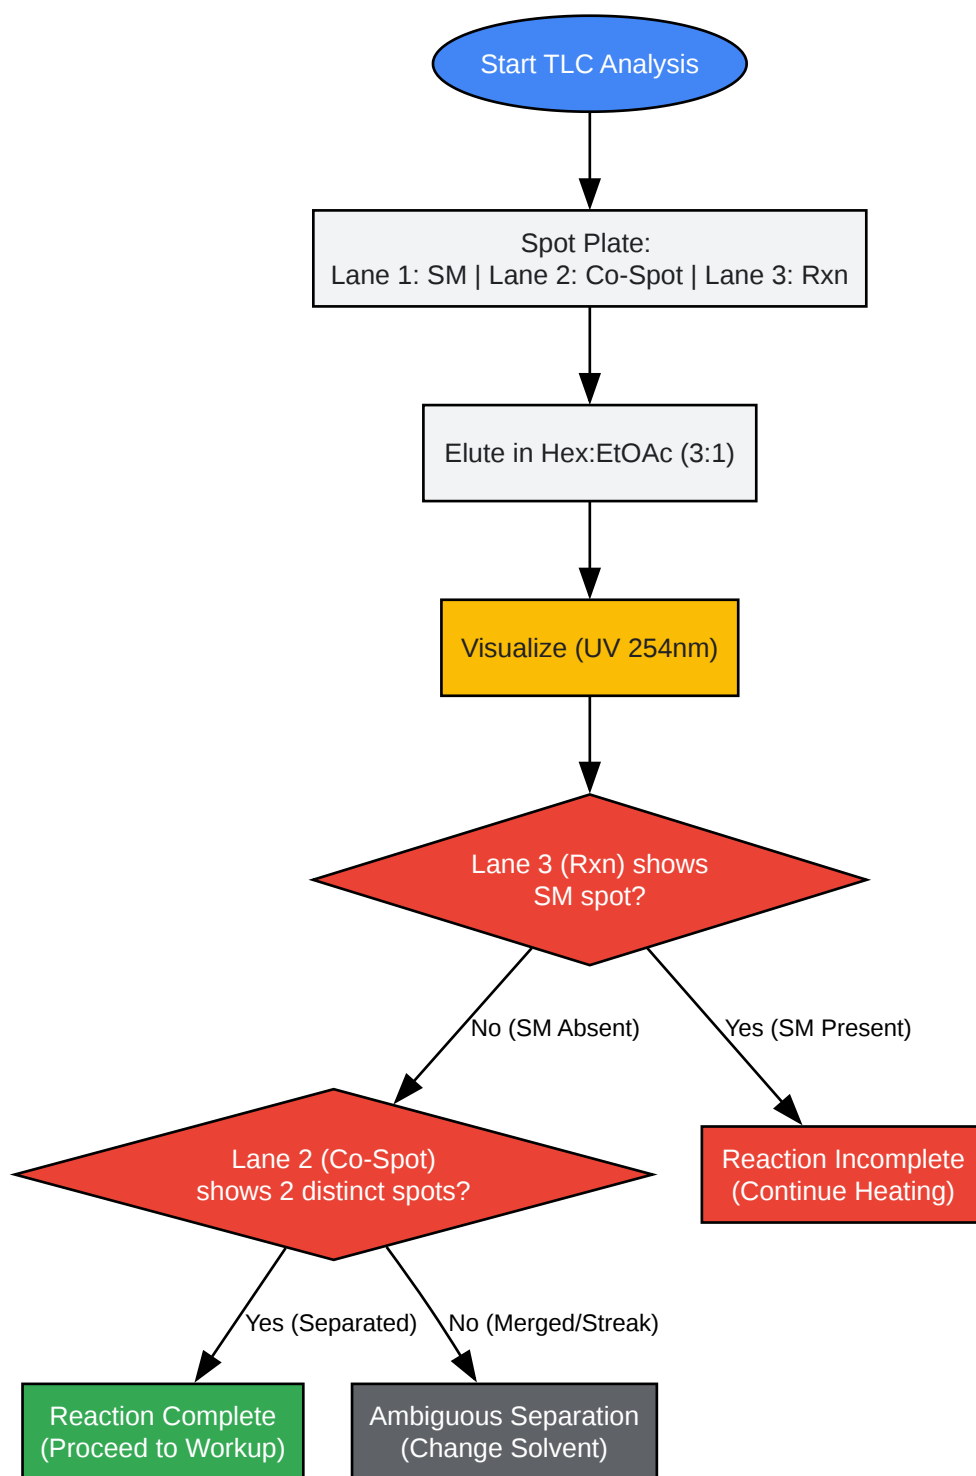 Start TLC Analysis
Spot Plate:
Lane 1: SM | Lane 2: Co-Spot | Lane 3: Rxn
Elute in Hex:EtOAc (3:1)
Visualize (UV 254nm)
Lane 3 (Rxn) shows
SM spot?
No (SM Absent)
Yes (SM Present)
Lane 2 (Co-Spot)
shows 2 distinct spots?
Reaction Incomplete
(Continue Heating)
Yes (Separated)
No (Merged/Streak)
Reaction Complete
(Proceed to Workup)
Ambiguous Separation
(Change Solvent)